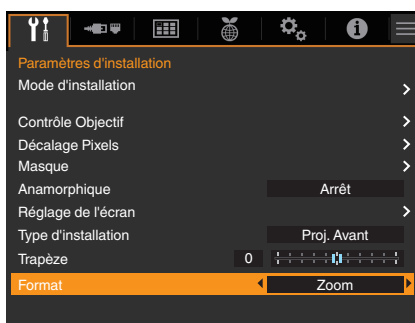 Paramètres d'installation
Mode d'installation
Contrôle Objectif
Décalage Pixels
Masque
Anamorphique Arrêt
Réglage de l'écran
Type d'installation Proj. Avant
Trapèze 0
Format Zoom